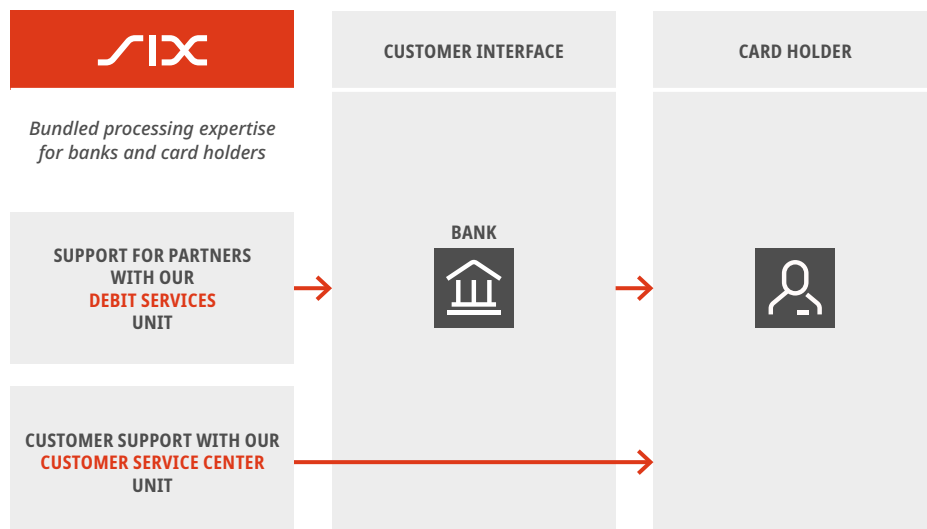 SIX
CUSTOMER INTERFACE
CARD HOLDER
Bundled processing expertise
for banks and card holders
BANK
SUPPORT FOR PARTNERS
WITH OUR
DEBIT SERVICES
UNIT
CUSTOMER SUPPORT WITH OUR
CUSTOMER SERVICE CENTER
UNIT